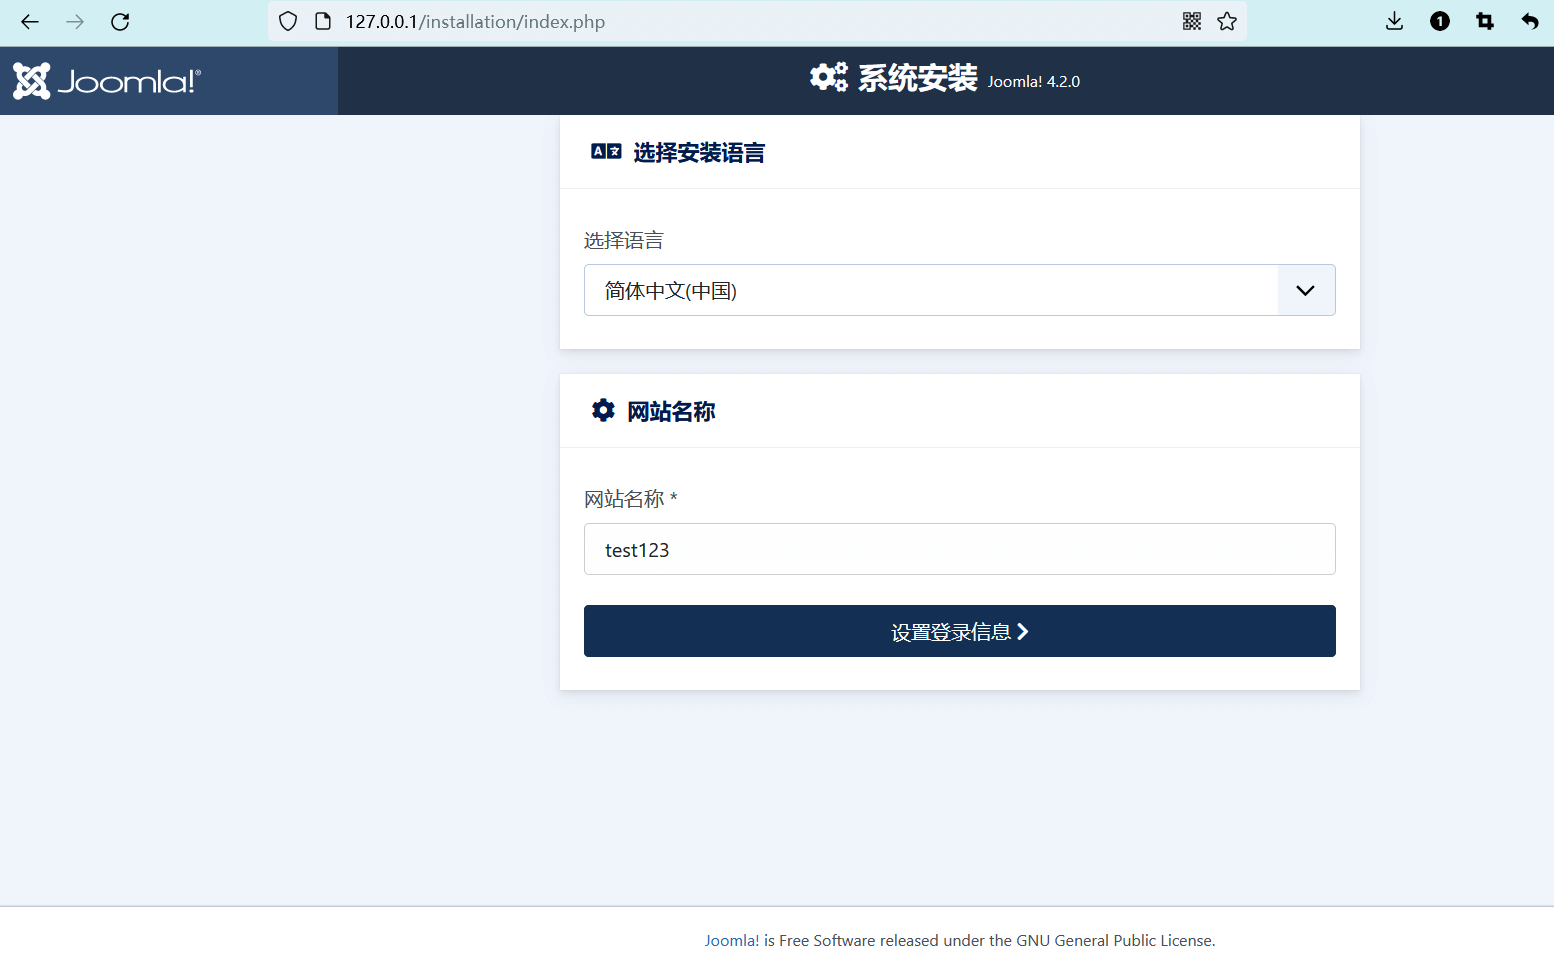 127.0.0.1/installation/index.php
1
Joomla!®
系统安装 Joomla! 4.2.0
A 文 选择安装语言
选择语言
简体中文(中国)
网站名称
网站名称 *
test123
设置登录信息
Joomla! is Free Software released under the GNU General Public License.